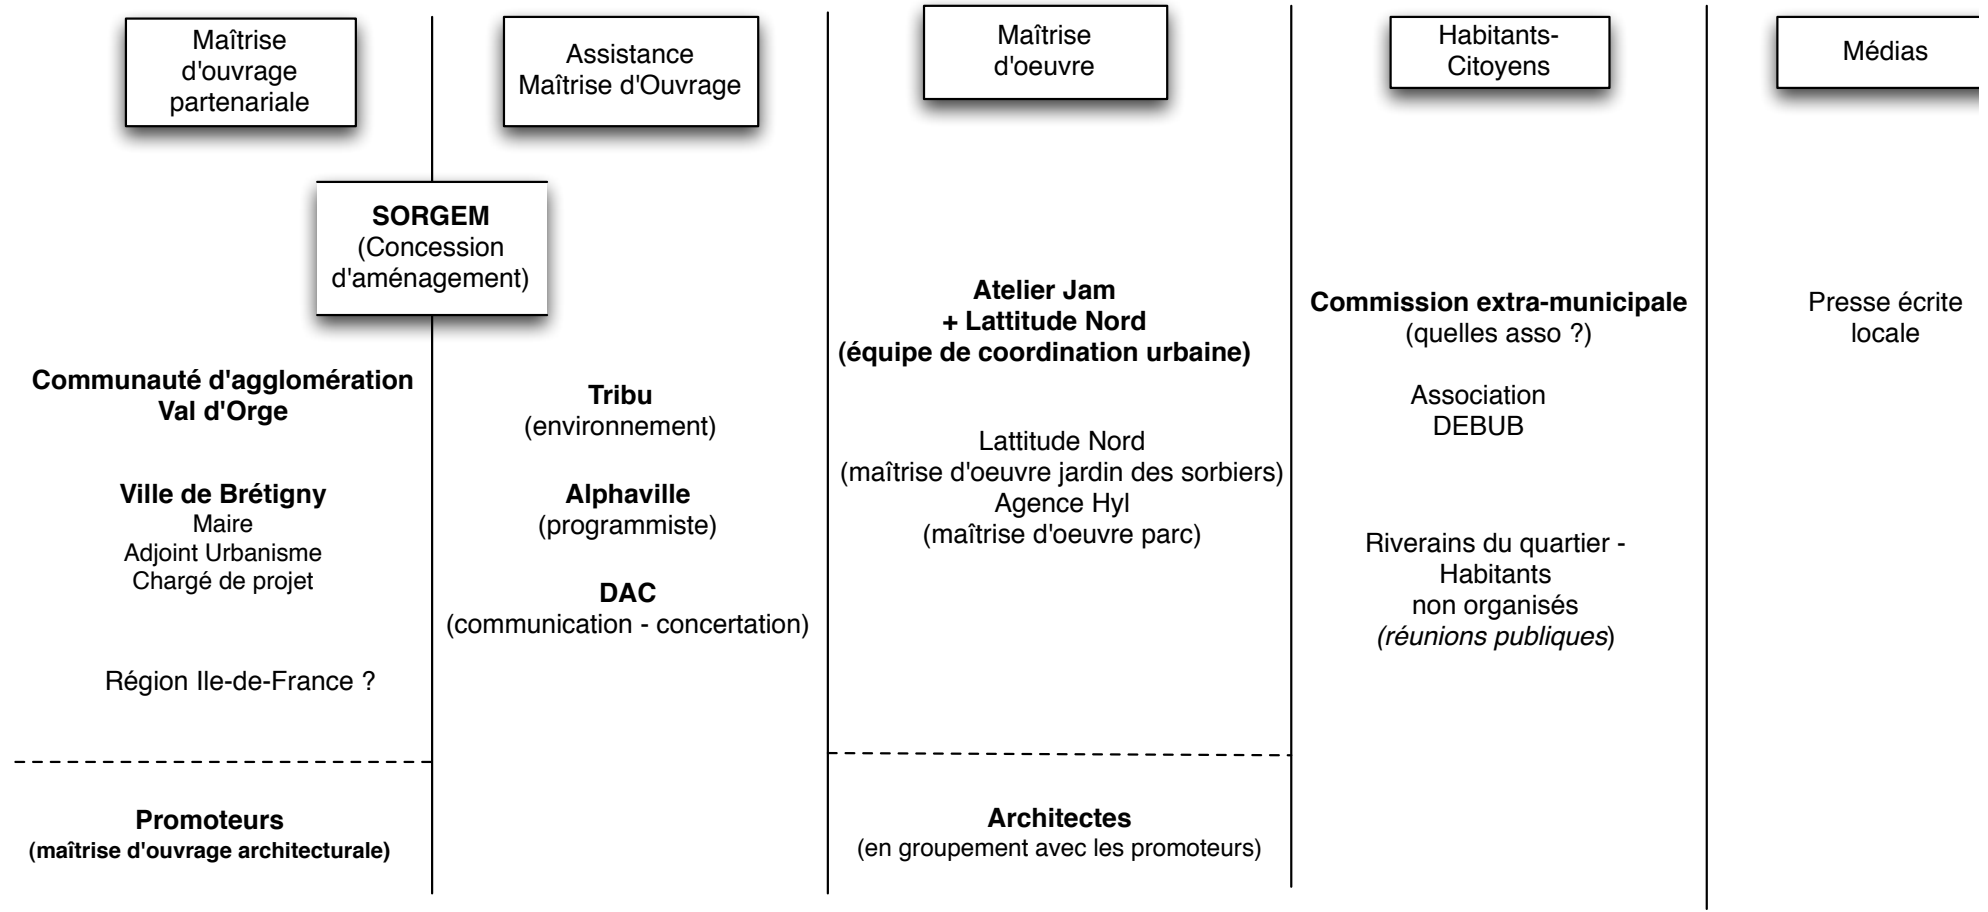 Maîtrise
d'ouvrage
partenariale
Assistance
Maîtrise d'Ouvrage
Maîtrise
d'oeuvre
Habitants-
Citoyens
Médias
SORGEM
(Concession
d'aménagement)
Communauté d'agglomération
Val d'Orge
Ville de Brétigny
Maire
Adjoint Urbanisme
Chargé de projet
Région Ile-de-France ?
Promoteurs
(maîtrise d'ouvrage architecturale)
Tribu
(environnement)
Alphaville
(programmiste)
DAC
(communication - concertation)
Atelier Jam
+ Lattitude Nord
(équipe de coordination urbaine)
Lattitude Nord
(maîtrise d'oeuvre jardin des sorbiers)
Agence Hyl
(maîtrise d'oeuvre parc)
Architectes
(en groupement avec les promoteurs)
Commission extra-municipale
(quelles asso ?)
Association
DEBUB
Riverains du quartier -
Habitants
non organisés
(réunions publiques)
Presse écrite
locale